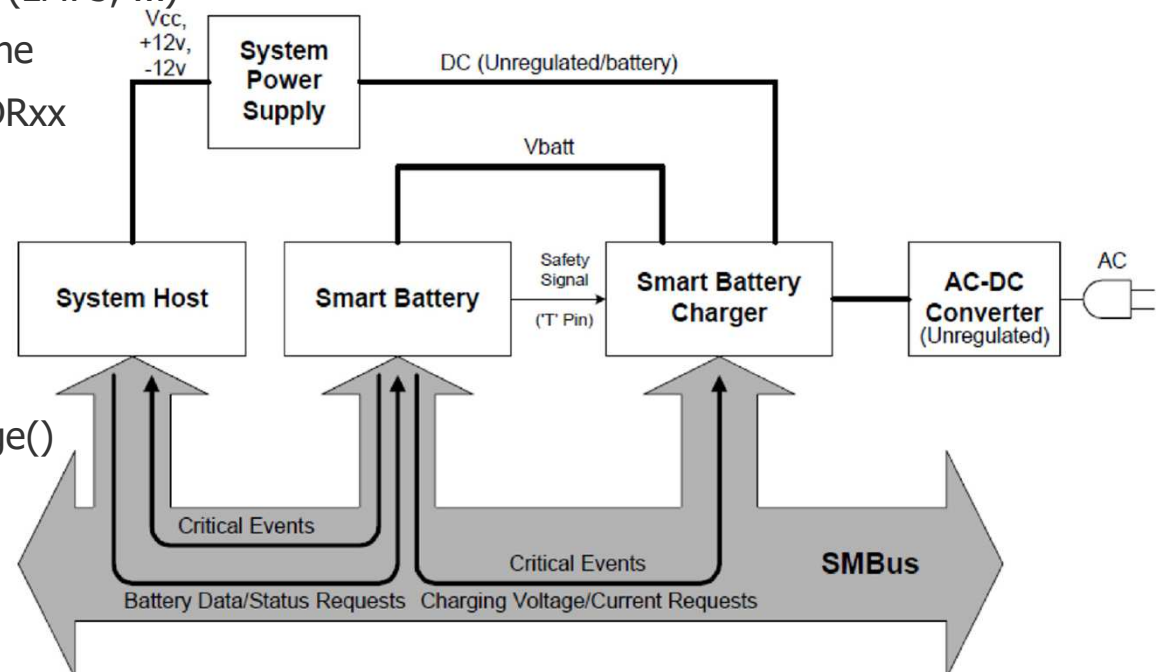 Vcc,
+12v,
-12v
System
Power
Supply
DC (Unregulated/battery)
Vbatt
System Host
Smart Battery
Safety
Signal
('T' Pin)
Smart Battery
Charger
AC-DC
Converter
(Unregulated)
AC
ge()
Critical Events
Critical Events
SMBus
Battery Data/Status Requests
Charging Voltage/Current Requests